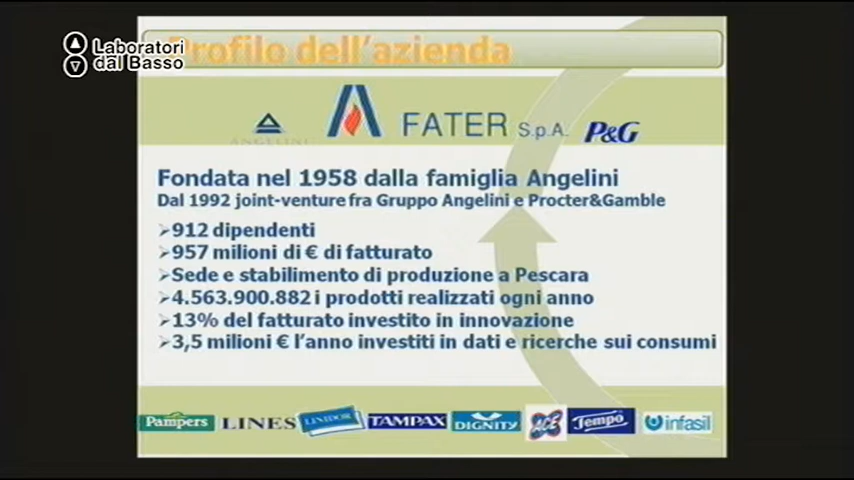 Laboratori
dal Basso
Profilo dell'azienda
ANGELINI
FATER S.p.A.
P&G
Fondata nel 1958 dalla famiglia Angelini
Dal 1992 joint-venture fra Gruppo Angelini e Procter&Gamble
➢912 dipendenti
➢957 milioni di € di fatturato
➢Sede e stabilimento di produzione a Pescara
➢4.563.900.882 i prodotti realizzati ogni anno
➢13% del fatturato investito in innovazione
➢3,5 milioni € l'anno investiti in dati e ricerche sui consumi
Pampers LINES LINIDOR TAMPAX DIGNITY ACE Tempo infasil